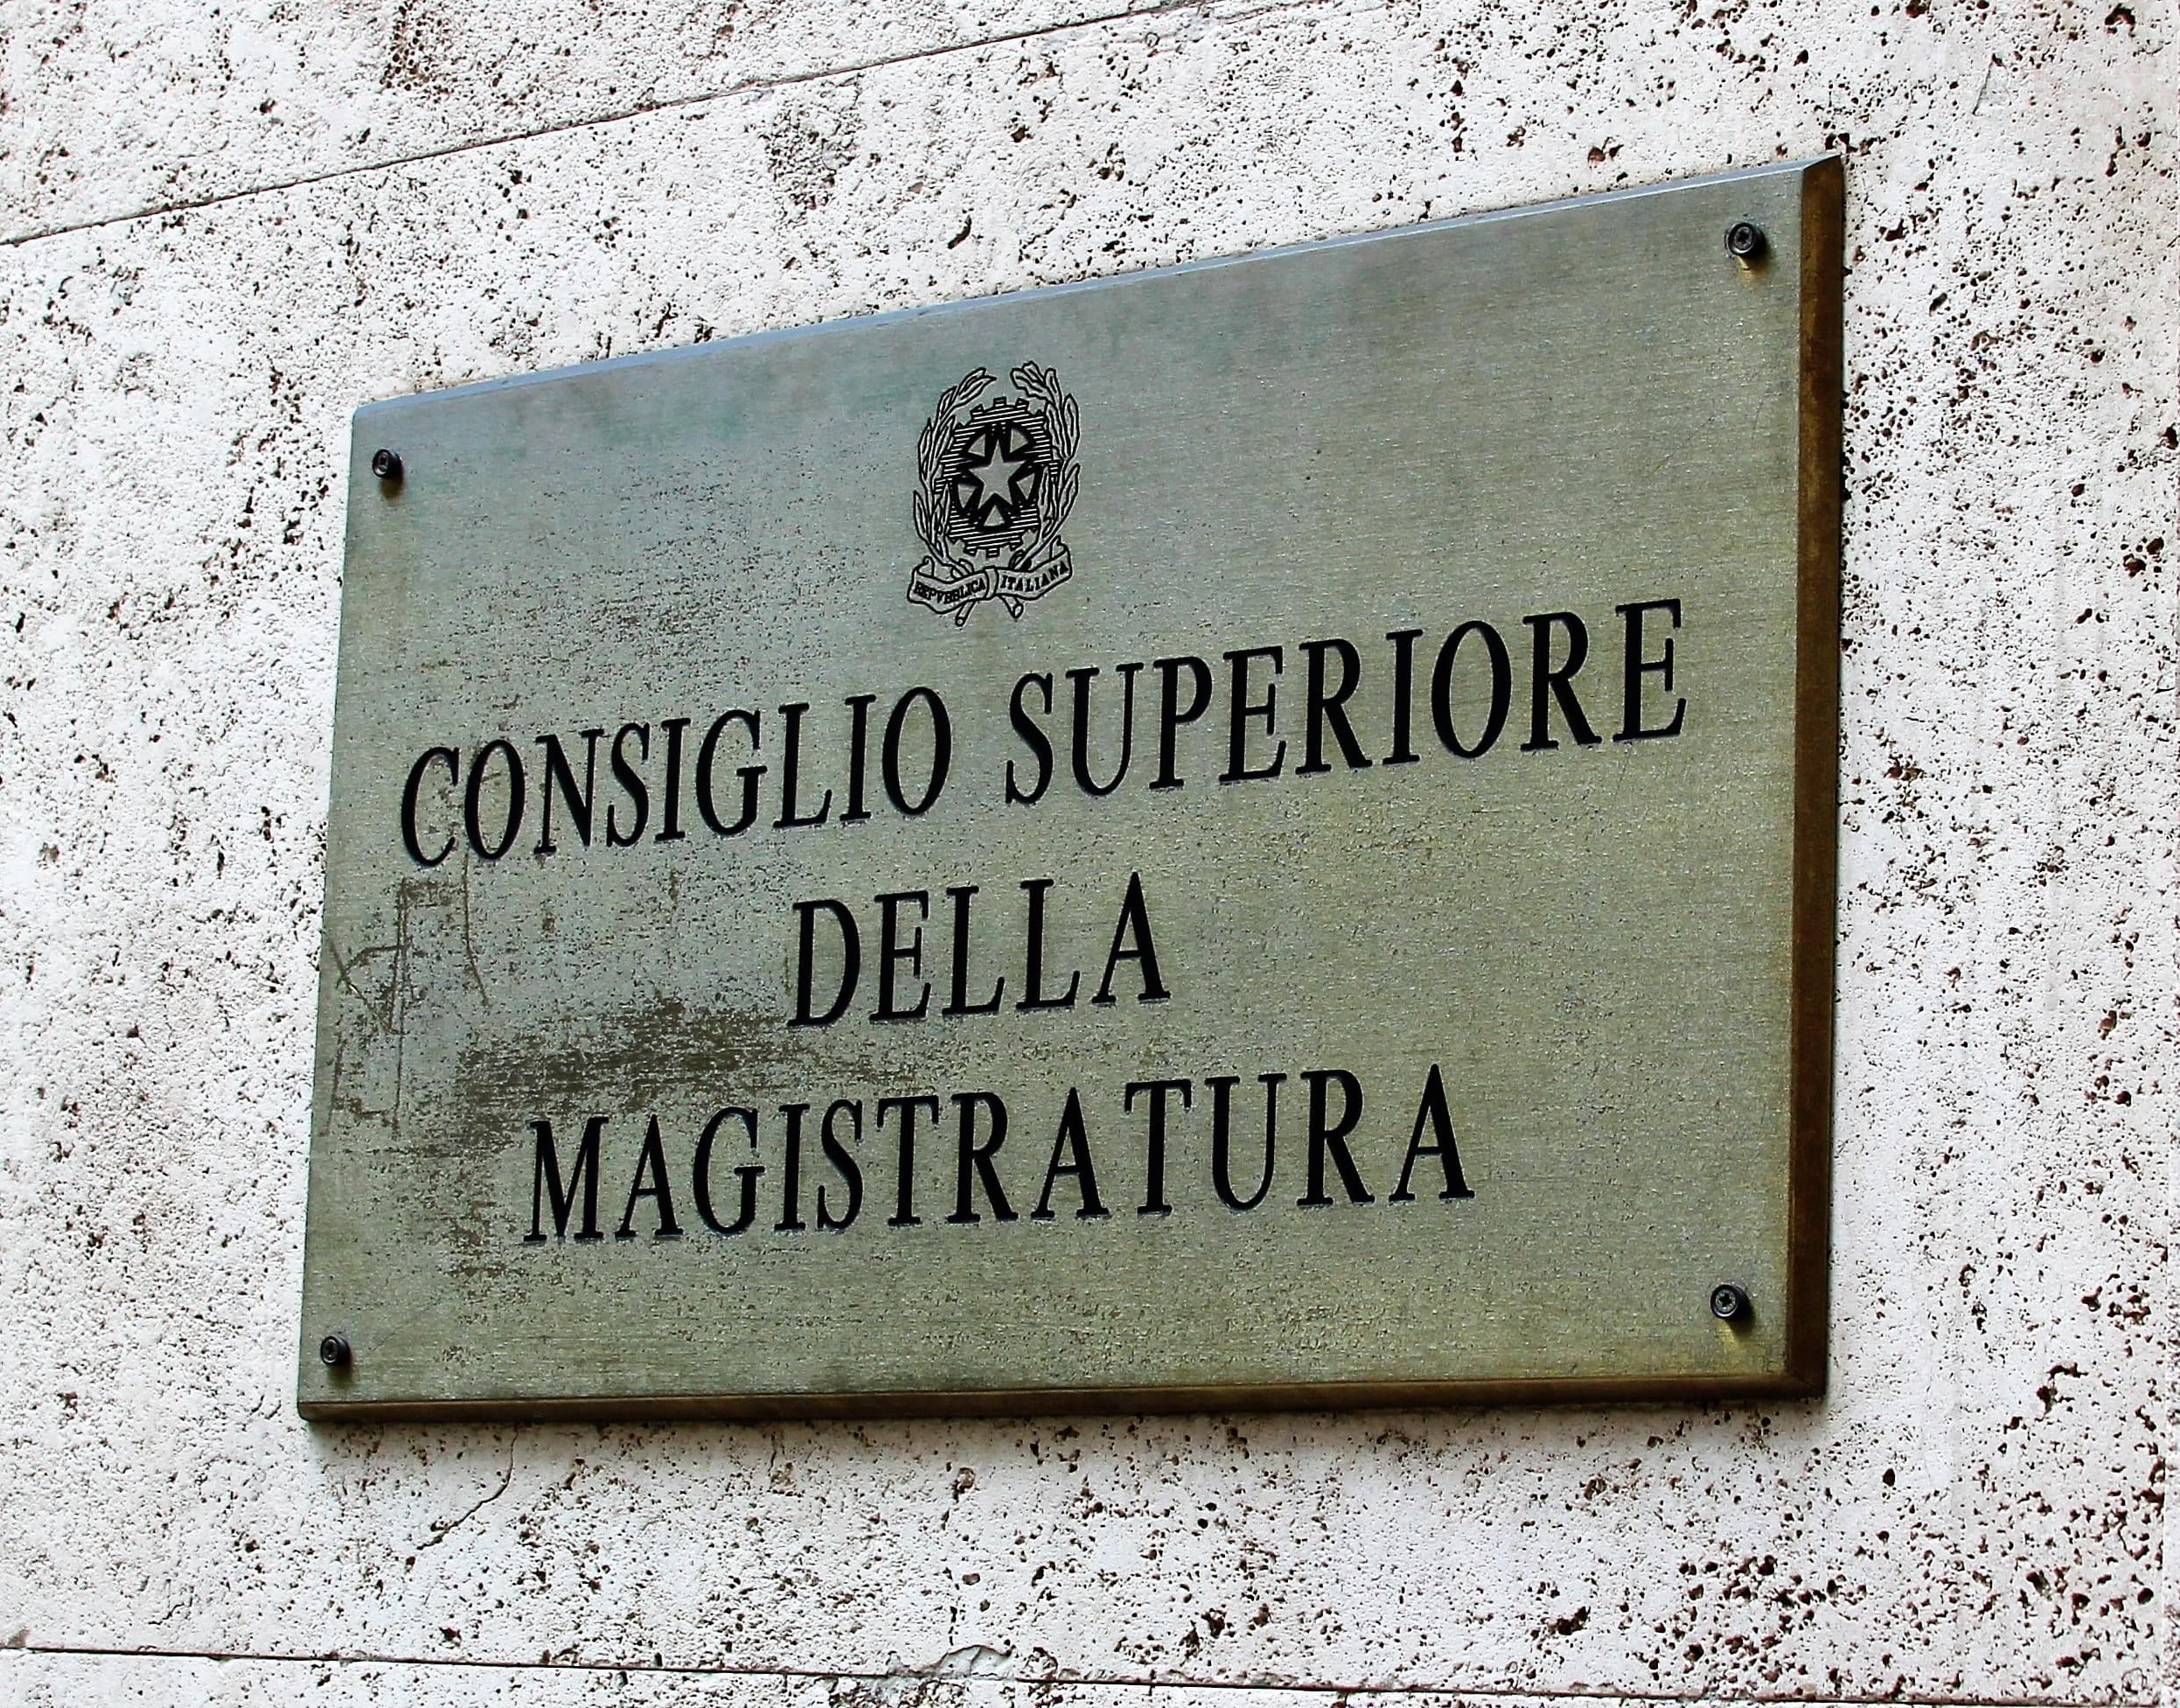 REPVBBLICA ITALIANA
CONSIGLIO SUPERIORE
DELLA
MAGISTRATURA